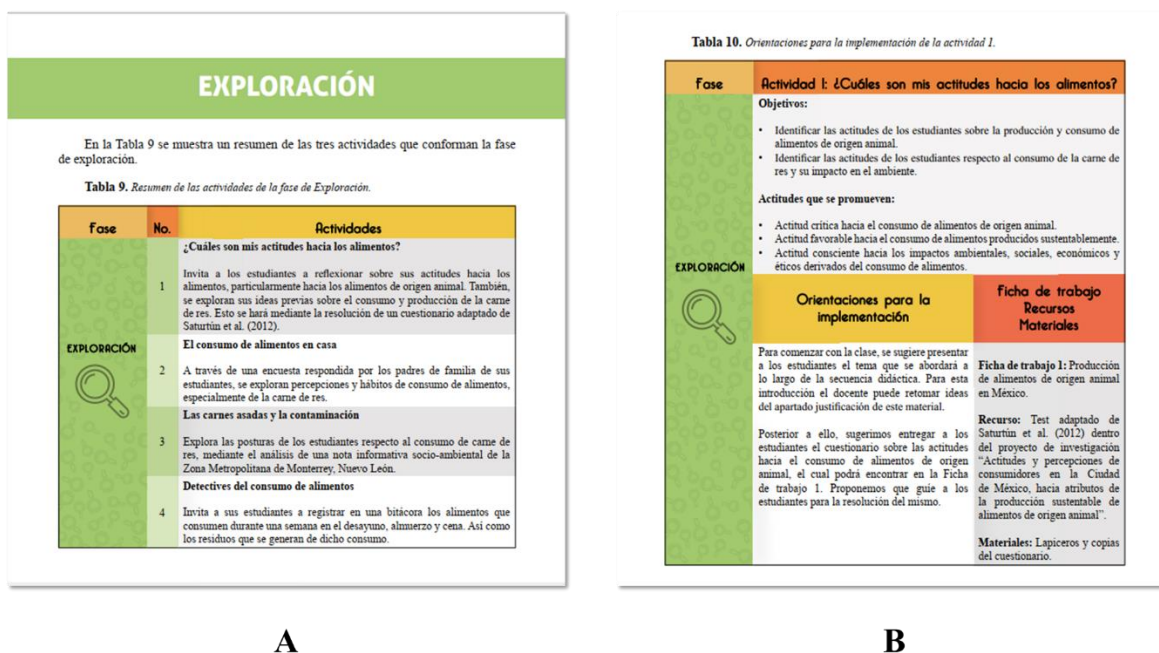 EXPLORACIÓN
En la Tabla 9 se muestra un resumen de las tres actividades que conforman la fase
de exploración.
Tabla 9. Resumen de las actividades de la fase de Exploración.
Fase No. Actividades
¿Cuáles son mis actitudes hacia los alimentos?
Invita a los estudiantes a reflexionar sobre sus actitudes hacia los
alimentos, particularmente hacia los alimentos de origen animal. También,
1
se exploran sus ideas previas sobre el consumo y producción de la carne
de res. Esto se hará mediante la resolución de un cuestionario adaptado de
Saturtún et al. (2012).
EXPLORACIÓN
El consumo de alimentos en casa
2
A través de una encuesta respondida por los padres de familia de sus
estudiantes, se exploran percepciones y hábitos de consumo de alimentos,
especialmente de la carne de res.
Las carnes asadas y la contaminación
3
Explora las posturas de los estudiantes respecto al consumo de carne de
res, mediante el análisis de una nota informativa socio-ambiental de la
Zona Metropolitana de Monterrey, Nuevo León.
Detectives del consumo de alimentos
4
Invita a sus estudiantes a registrar en una bitácora los alimentos que
consumen durante una semana en el desayuno, almuerzo y cena. Así como
los residuos que se generan de dicho consumo.
A
Tabla 10. Orientaciones para la implementación de la actividad 1.
Fase
Actividad 1: ¿Cuáles son mis actitudes hacia los alimentos?
Objetivos:
• Identificar las actitudes de los estudiantes sobre la producción y consumo de
alimentos de origen animal.
• Identificar las actitudes de los estudiantes respecto al consumo de la carne de
res y su impacto en el ambiente.
Actitudes que se promueven:
• Actitud crítica hacia el consumo de alimentos de origen animal.
• Actitud favorable hacia el consumo de alimentos producidos sustentablemente.
• Actitud consciente hacia los impactos ambientales, sociales, económicos y
éticos derivados del consumo de alimentos.
EXPLORACIÓN
Orientaciones para la
implementación
Ficha de trabajo
Recursos
Materiales
Para comenzar con la clase, se sugiere presentar
a los estudiantes el tema que se abordará a
lo largo de la secuencia didáctica. Para esta
introducción el docente puede retomar ideas
del apartado justificación de este material.
Posterior a ello, sugerimos entregar a los
estudiantes el cuestionario sobre las actitudes
hacia el consumo de alimentos de origen
animal, el cual podrá encontrar en la Ficha
de trabajo 1. Proponemos que guíe a los
estudiantes para la resolución del mismo.
Ficha de trabajo 1: Producción
de alimentos de origen animal
en México.
Recurso: Test adaptado de
Saturtún et al. (2012) dentro
del proyecto de investigación
“Actitudes y percepciones de
consumidores en la Ciudad
de México, hacia atributos de
la producción sustentable de
alimentos de origen animal”.
Materiales: Lapiceros y copias
del cuestionario.
B